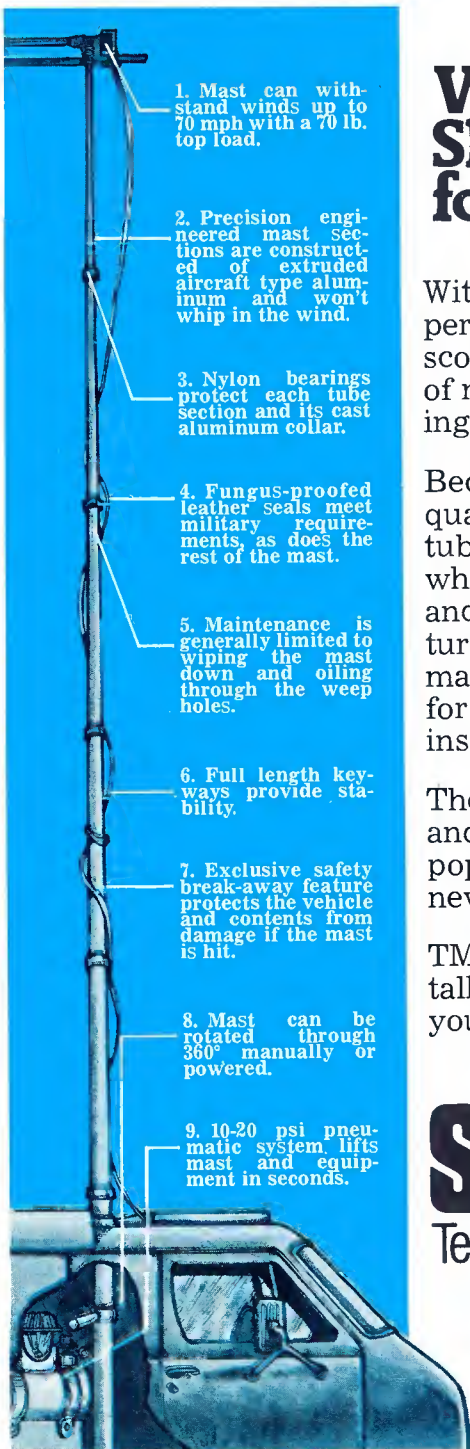 1. Mast can with-
stand winds up to
70 mph with a 70 lb.
top load.
2. Precision engi-
neered mast sec-
tions are construct-
ed of extruded
aircraft type alum-
inum and won't
whip in the wind.
3. Nylon bearings
protect each tube
section and its cast
aluminum collar.
4. Fungus-proofed
leather seals meet
military require-
ments, as does the
rest of the mast.
5. Maintenance is
generally limited to
wiping the mast
down and oiling
through the weep
holes.
6. Full length key-
ways provide sta-
bility.
7. Exclusive safety
break-away feature
protects the vehicle
and contents from
damage if the mast
is hit.
8. Mast can be
rotated through
360° manually or
powered.
9. 10-20 psi pneu-
matic system lifts
mast and equip-
ment in seconds.
Wit
per
sco
of r
ing
Bec
qua
tub
wh
and
tur
ma
for
ins
The
and
pop
nev
TM
tall
you
S
Te